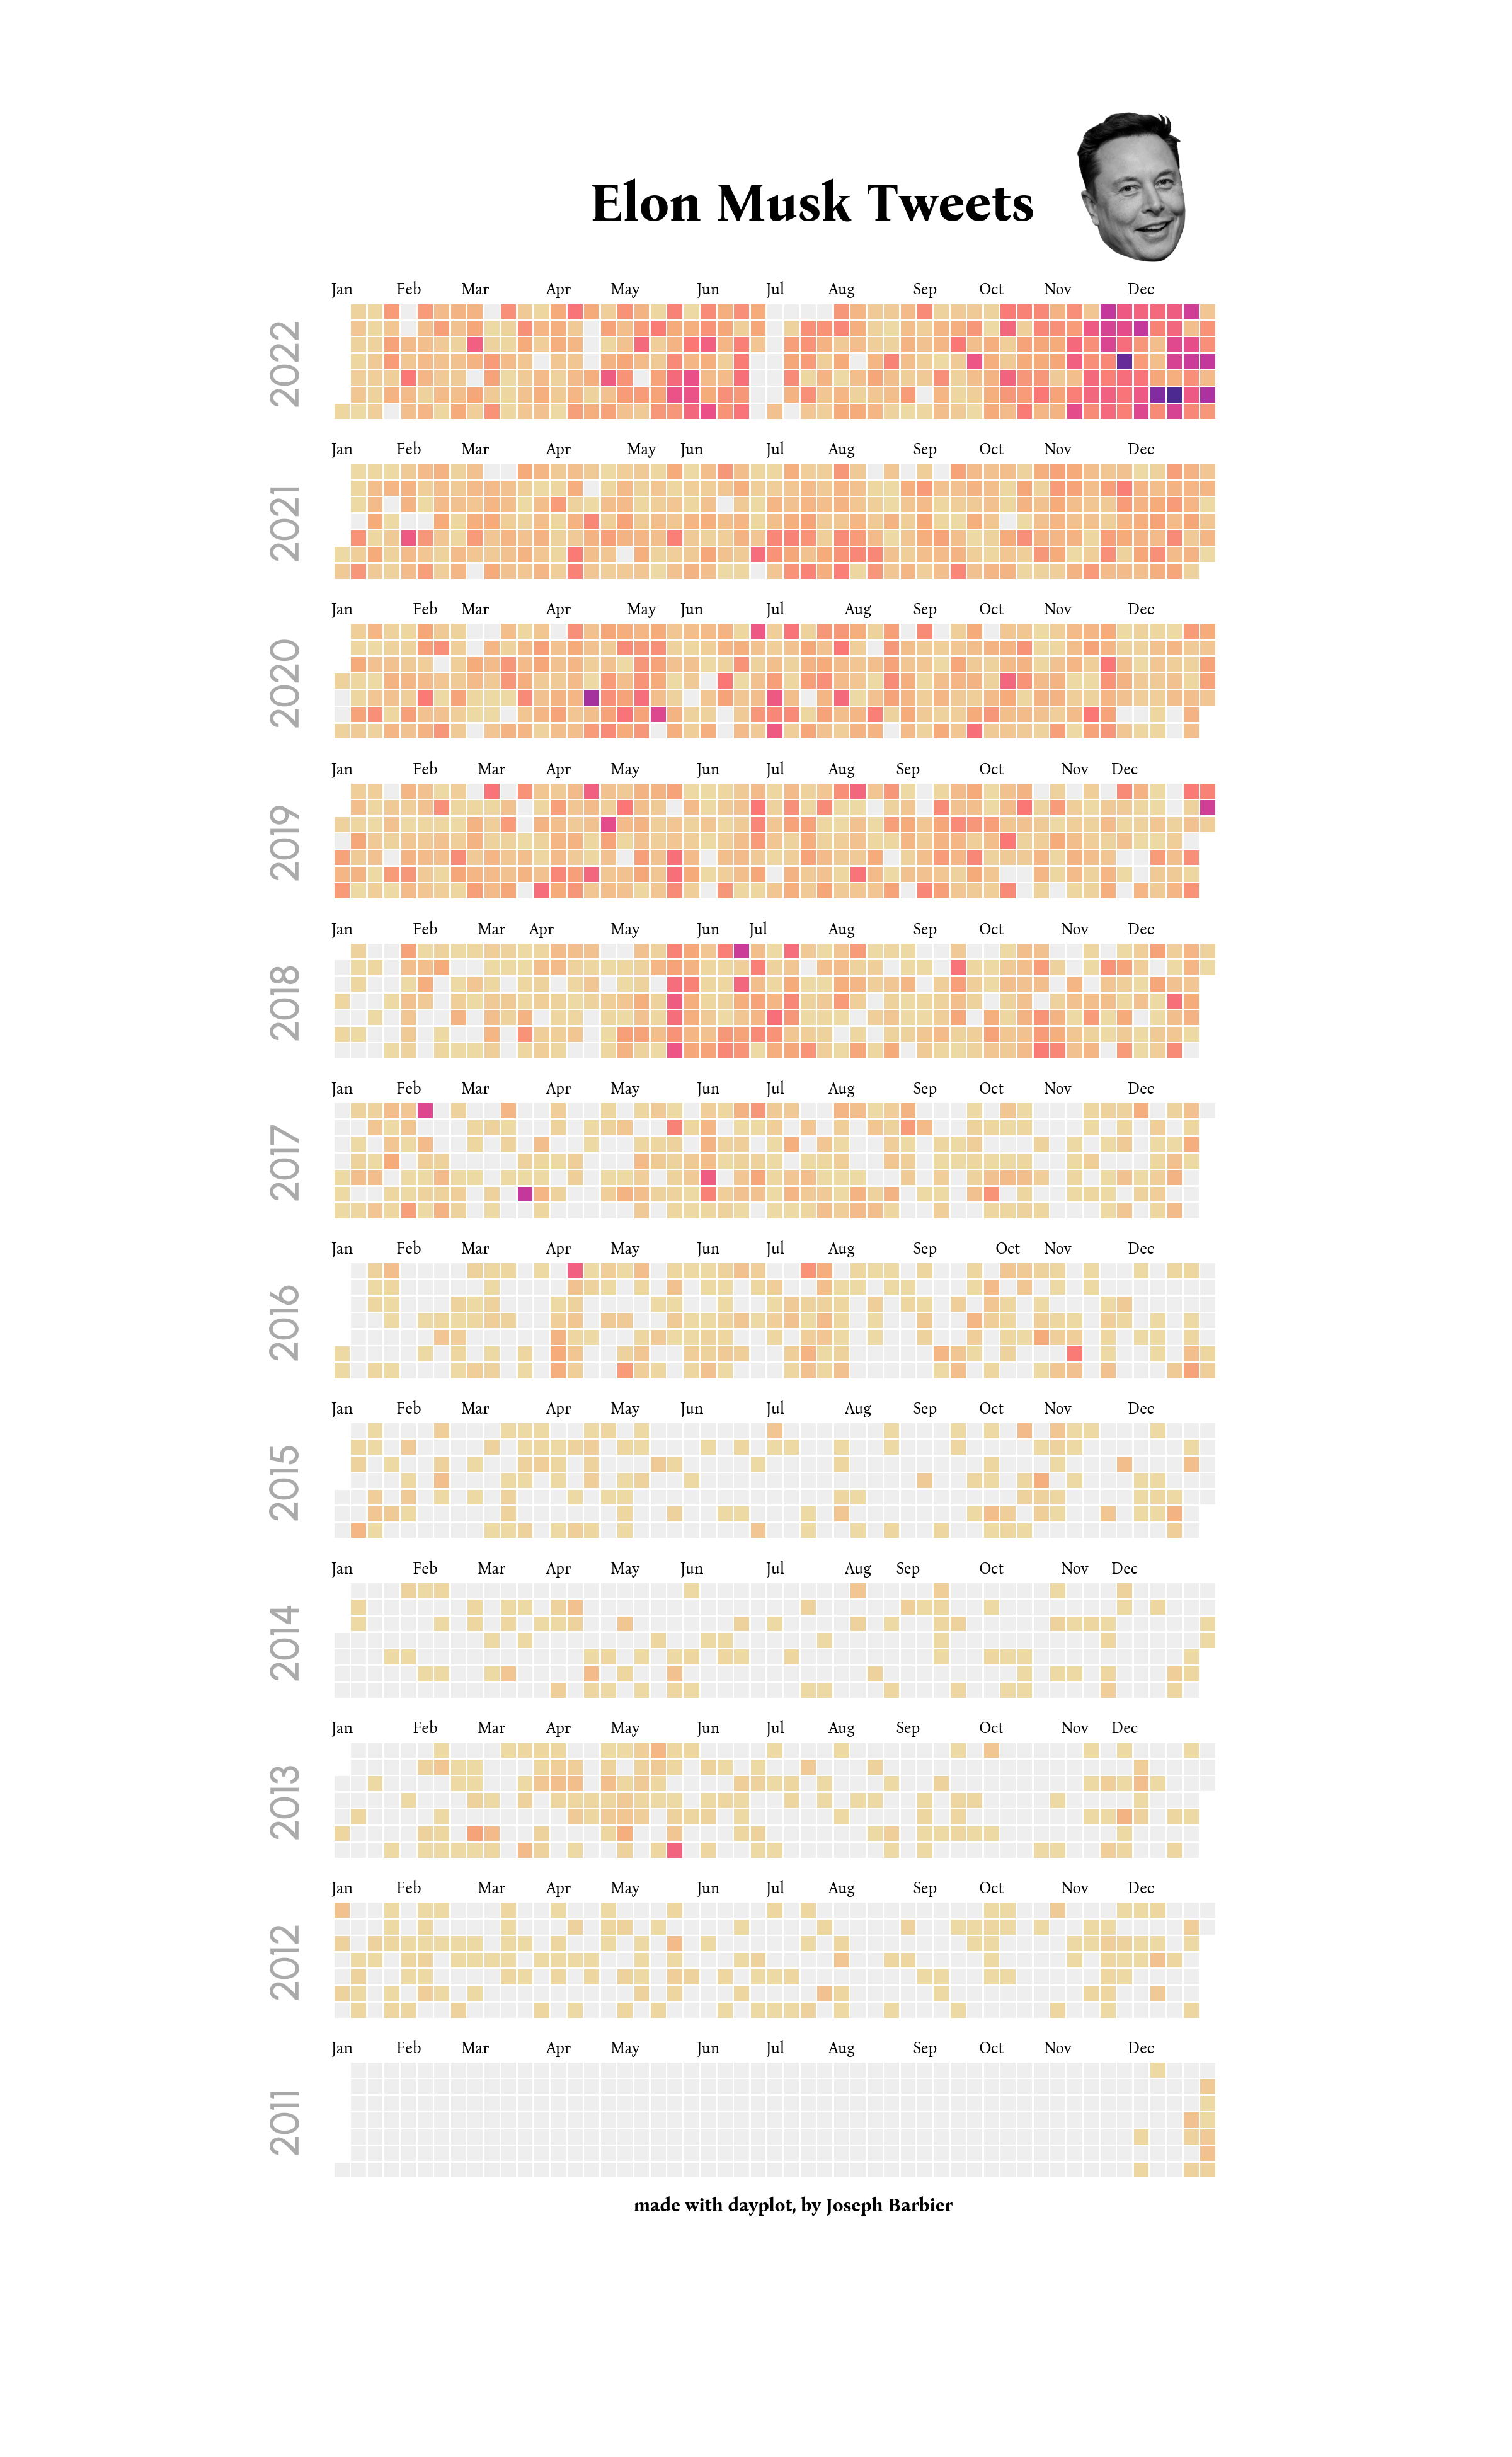 Elon Musk Tweets
Jan Feb Mar Apr May Jun Jul Aug Sep Oct Nov Dec
2022
Jan Feb Mar Apr May Jun Jul Aug Sep Oct Nov Dec
2021
Jan Feb Mar Apr May Jun Jul Aug Sep Oct Nov Dec
2020
Jan Feb Mar Apr May Jun Jul Aug Sep Oct Nov Dec
2019
Jan Feb Mar Apr May Jun Jul Aug Sep Oct Nov Dec
2018
Jan Feb Mar Apr May Jun Jul Aug Sep Oct Nov Dec
2017
Jan Feb Mar Apr May Jun Jul Aug Sep Oct Nov Dec
2016
Jan Feb Mar Apr May Jun Jul Aug Sep Oct Nov Dec
2015
Jan Feb Mar Apr May Jun Jul Aug Sep Oct Nov Dec
2014
Jan Feb Mar Apr May Jun Jul Aug Sep Oct Nov Dec
2013
Jan Feb Mar Apr May Jun Jul Aug Sep Oct Nov Dec
2012
Jan Feb Mar Apr May Jun Jul Aug Sep Oct Nov Dec
2011
made with dayplot, by Joseph Barbier